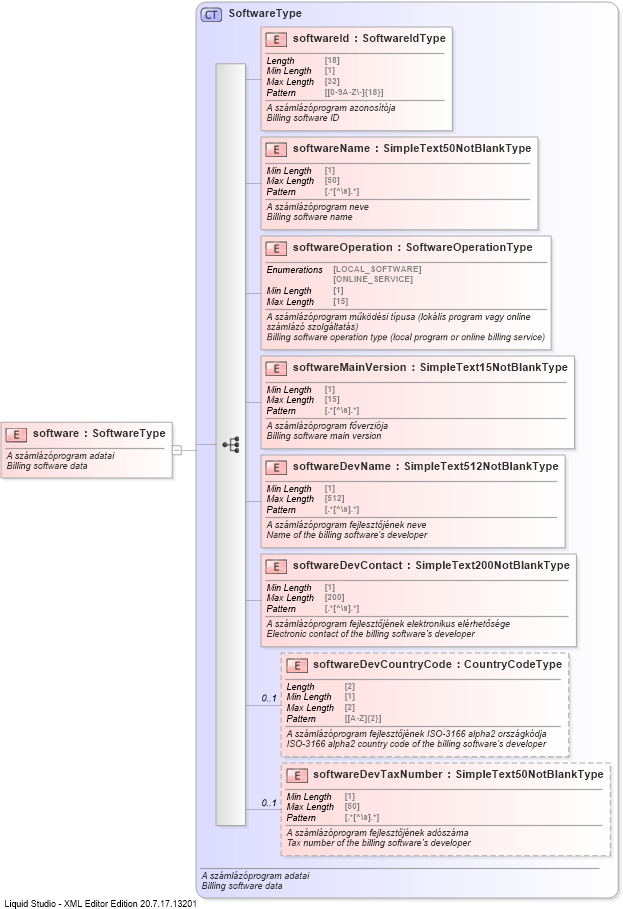 CT SoftwareType
E softwareId : SoftwareIdType
Length [18]
Min Length [1]
Max Length [32]
Pattern [[0-9A-Z\-]{18}]
A számlázóprogram azonosítója
Billing software ID
E softwareName : SimpleText50NotBlankType
Min Length [1]
Max Length [50]
Pattern [.*[^\s].*]
A számlázóprogram neve
Billing software name
E softwareOperation : SoftwareOperationType
Enumerations [LOCAL_SOFTWARE]
[ONLINE_SERVICE]
Min Length [1]
Max Length [15]
A számlázóprogram működési típusa (lokális program vagy online
számlázó szolgáltatás)
Billing software operation type (local program or online billing service)
E softwareMainVersion : SimpleText15NotBlankType
Min Length [1]
Max Length [15]
Pattern [.*[^\s].*]
A számlázóprogram főverziója
Billing software main version
E software : SoftwareType
A számlázóprogram adatai
Billing software data
E softwareDevName : SimpleText512NotBlankType
Min Length [1]
Max Length [512]
Pattern [.*[^\s].*]
A számlázóprogram fejlesztőjének neve
Name of the billing software's developer
E softwareDevContact : SimpleText200NotBlankType
Min Length [1]
Max Length [200]
Pattern [.*[^\s].*]
A számlázóprogram fejlesztőjének elektronikus elérhetősége
Electronic contact of the billing software's developer
0..1
E softwareDevCountryCode : CountryCodeType
Length [2]
Min Length [1]
Max Length [2]
Pattern [[A-Z]{2}]
A számlázóprogram fejlesztőjének ISO-3166 alpha2 országkódja
ISO-3166 alpha2 country code of the billing software's developer
0..1
E softwareDevTaxNumber : SimpleText50NotBlankType
Min Length [1]
Max Length [50]
Pattern [.*[^\s].*]
A számlázóprogram fejlesztőjének adószáma
Tax number of the billing software's developer
A számlázóprogram adatai
Billing software data
Liquid Studio - XML Editor Edition 20.7.17.13201